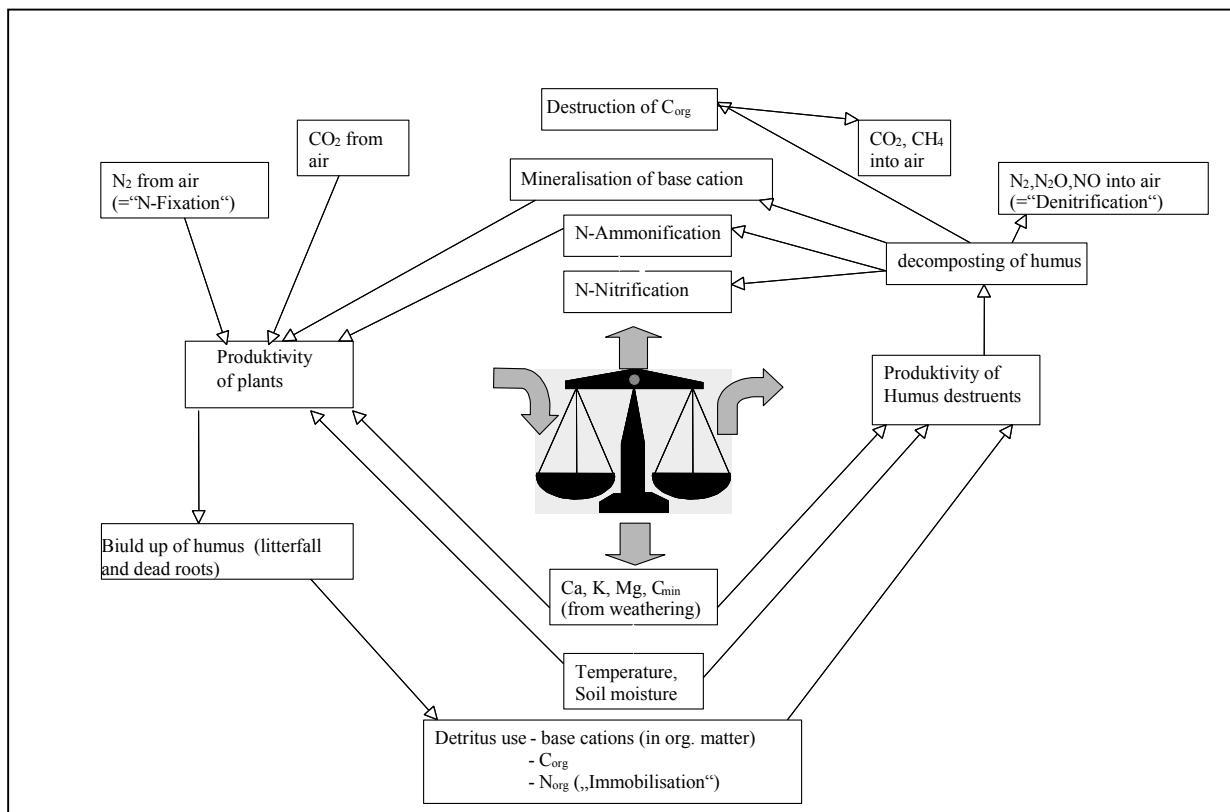 Destruction of Corg
CO2 from
air
CO2, CH4
into air
N2 from air
(=“N-Fixation“)
Mineralisation of base cation
N2,N2O,NO into air
(=“Denitrification“)
N-Ammonification
decomposting of humus
N-Nitrification
Produktivity
of plants
Produktivity of
Humus destruents
Biuld up of humus (litterfall
and dead roots)
Ca, K, Mg, Cmin
(from weathering)
Temperature,
Soil moisture
Detritus use - base cations (in org. matter)
- Corg
- Norg („Immobilisation“)